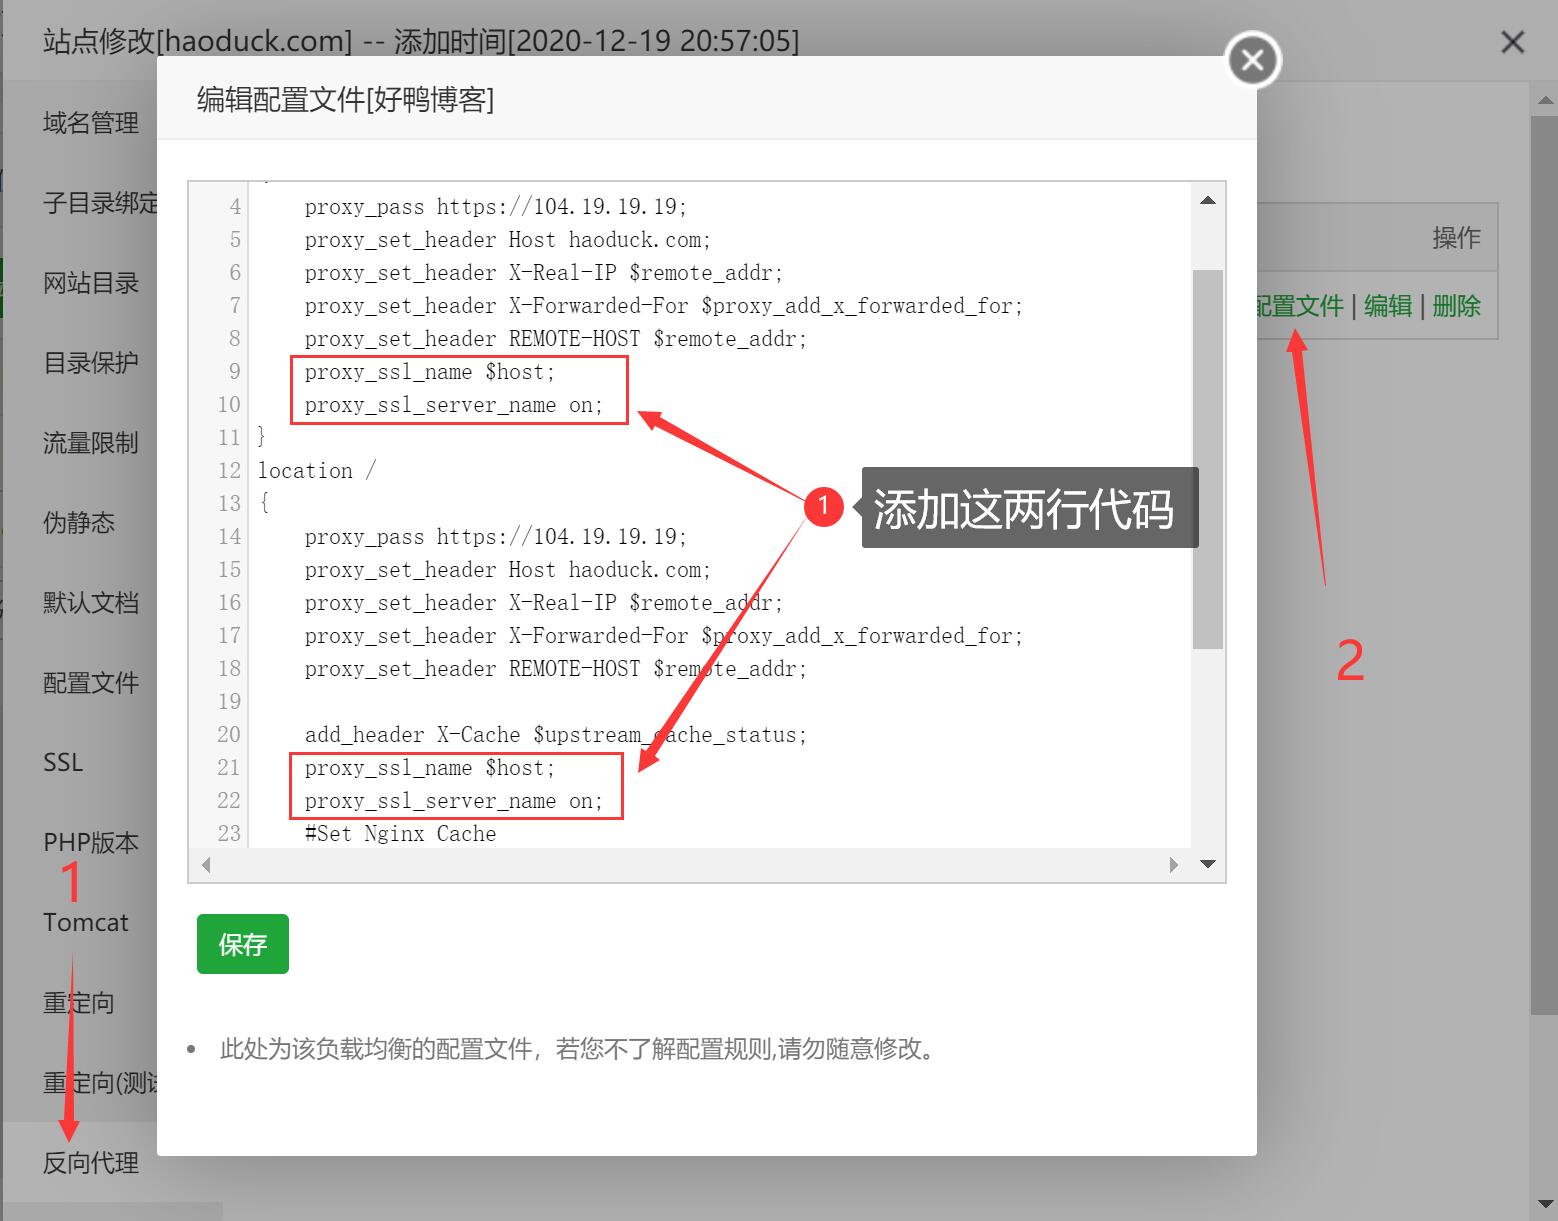 站点修改[haoduck.com] -- 添加时间[2020-12-19 20:57:05]
编辑配置文件[好鸭博客]
域名管理
子目录绑定
网站目录
目录保护
流量限制
伪静态
默认文档
配置文件
SSL
PHP版本
1
Tomcat
重定向
重定向(测
反向代理
4 proxy_pass https://104.19.19.19;
5 proxy_set_header Host haoduck.com;
6 proxy_set_header X-Real-IP $remote_addr;
7 proxy_set_header X-Forwarded-For $proxy_add_x_forwarded_for;
8 proxy_set_header REMOTE-HOST $remote_addr;
9 proxy_ssl_name $host;
10 proxy_ssl_server_name on;
11 }
12 location /
13 {
14 proxy_pass https://104.19.19.19;
15 proxy_set_header Host haoduck.com;
16 proxy_set_header X-Real-IP $remote_addr;
17 proxy_set_header X-Forwarded-For $proxy_add_x_forwarded_for;
18 proxy_set_header REMOTE-HOST $remote_addr;
19
20 add_header X-Cache $upstream_cache_status;
21 proxy_ssl_name $host;
22 proxy_ssl_server_name on;
23 #Set Nginx Cache
1 添加这两行代码
操作
配置文件 | 编辑 | 删除
2
保存
此处为该负载均衡的配置文件，若您不了解配置规则,请勿随意修改。